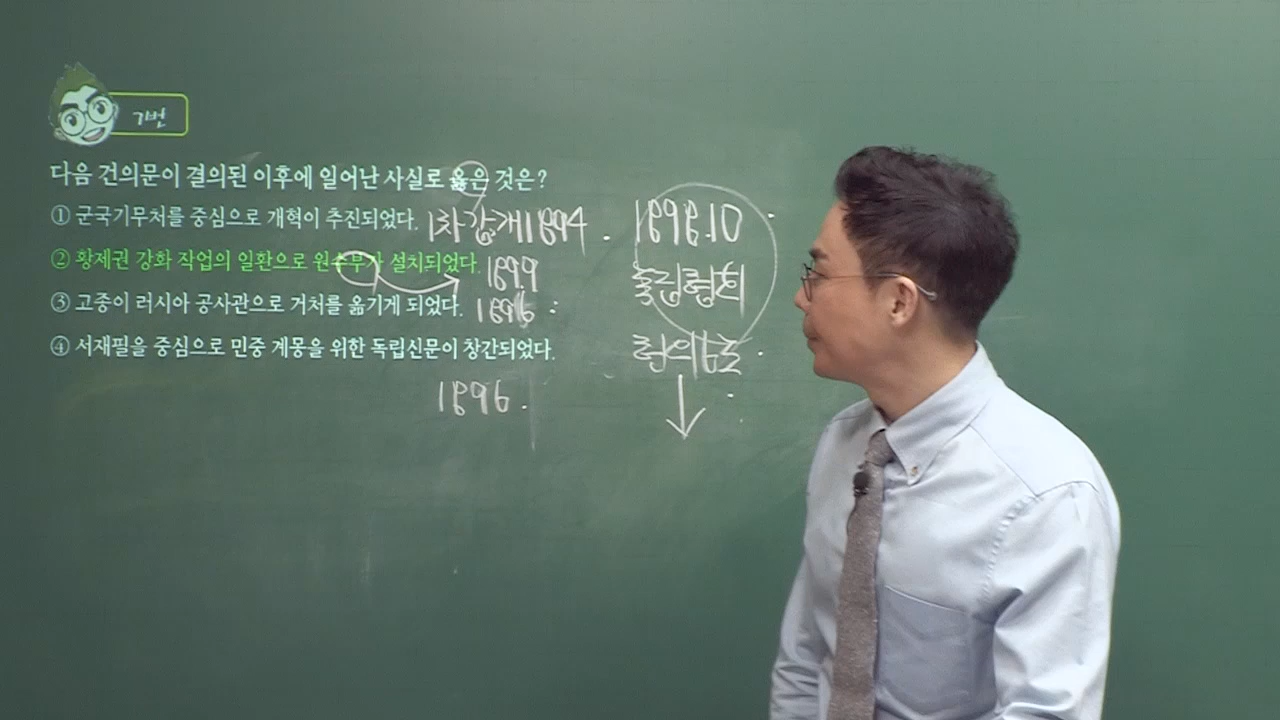 7번
다음 건의문이 결의된 이후에 일어난 사실로 옳은 것은?
① 군국기무처를 중심으로 개혁이 추진되었다. 1차갑개1894.
② 황제권 강화 작업의 일환으로 원수부가 설치되었다. 1899
③ 고종이 러시아 공사관으로 거처를 옮기게 되었다. 1896
④ 서재필을 중심으로 민중 계몽을 위한 독립신문이 창간되었다.
1896.
1898.10
독립협회
헌의6조